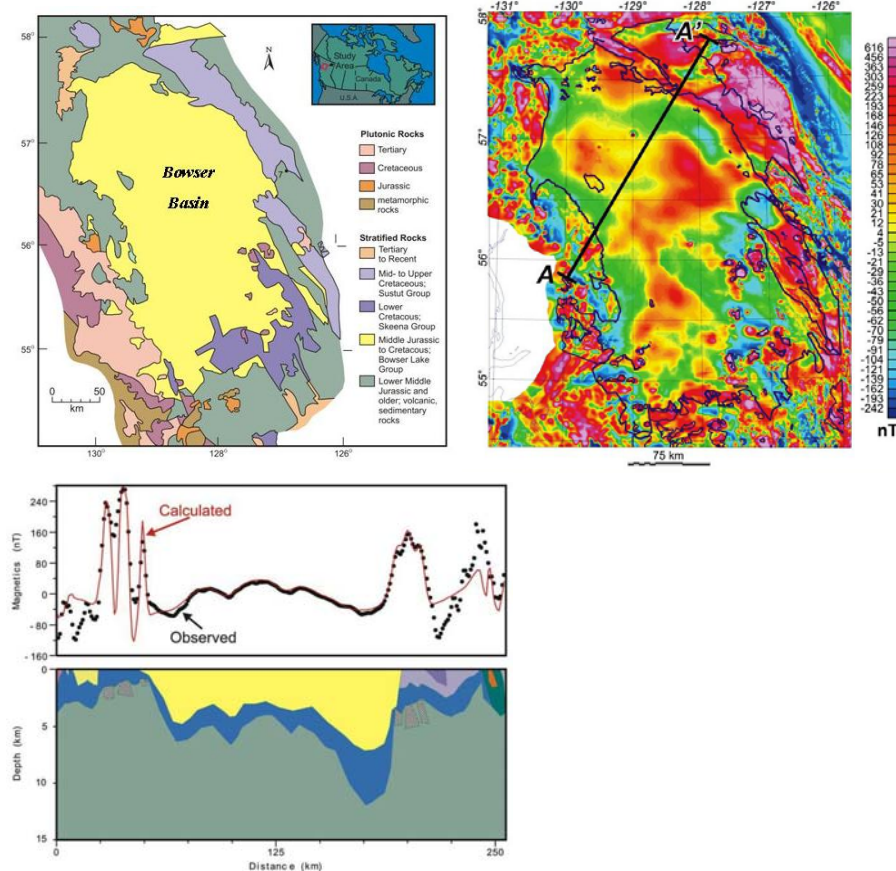 58°
57°
56°
55°
130°
128°
126°
N
Study
Area
Canada
U.S.A.
Bowser
Basin
0
50
km
Plutonic Rocks
Tertiary
Cretaceous
Jurassic
metamorphic
rocks
Stratified Rocks
Tertiary
to Recent
Mid- to Upper
Cretaceous;
Sustut Group
Lower
Cretacous;
Skeena Group
Middle Jurassic
to Cretacous;
Bowser Lake
Group
Lower Middle
Jurassic and
older; volcanic,
sedimentary
rocks
-131°
-130°
-129°
-128°
-127°
-126°
58°
57°
56°
55°
A'
A
75 km
616
456
363
303
259
223
193
168
146
126
108
92
78
65
53
41
30
21
12
4
-5
-13
-21
-29
-36
-43
-50
-56
-62
-70
-79
-91
-104
-121
-139
-161
-193
-242
nT
Magnetics (nT)
240
160
80
0
-80
-160
Calculated
Observed
Depth (km)
0
5
10
15
0
125
250
Distance (km)